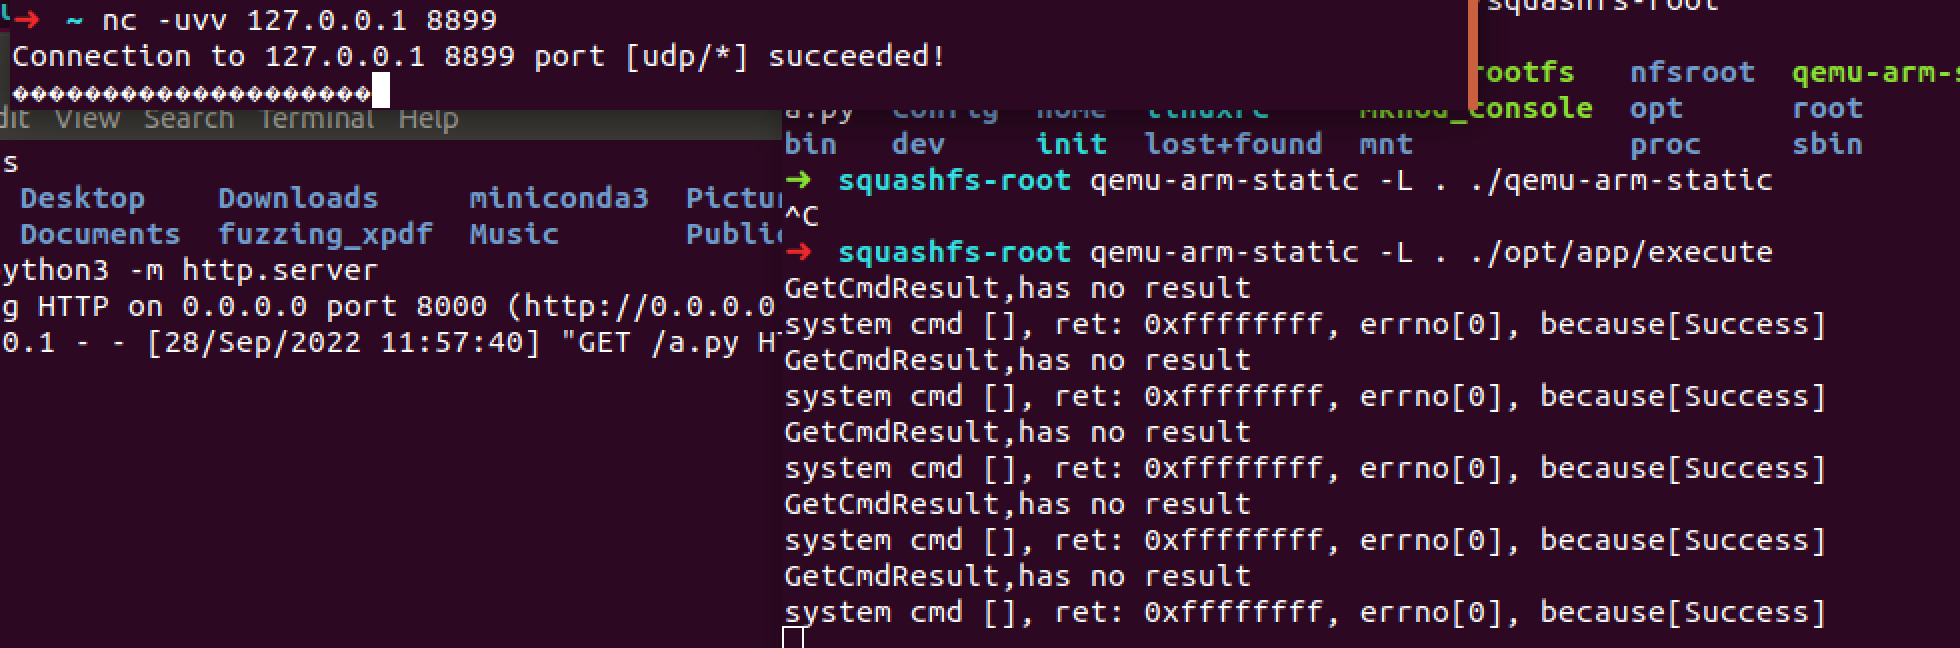 ➜ ~ nc -uvv 127.0.0.1 8899
Connection to 127.0.0.1 8899 port [udp/*] succeeded!
��������������������
dit View Search Terminal Help
s
Desktop Downloads miniconda3 Pictu
Documents fuzzing_xpdf Music Public
ython3 -m http.server
g HTTP on 0.0.0.0 port 8000 (http://0.0.0.0
0.1 - - [28/Sep/2022 11:57:40] "GET /a.py HT
squashfs-root
rootfs nfsroot qemu-arm-s
a.py config home linuxrc mknod_console opt root
bin dev init lost+found mnt proc sbin
➜ squashfs-root qemu-arm-static -L . ./qemu-arm-static
^C
➜ squashfs-root qemu-arm-static -L . ./opt/app/execute
GetCmdResult,has no result
system cmd [], ret: 0xffffffff, errno[0], because[Success]
GetCmdResult,has no result
system cmd [], ret: 0xffffffff, errno[0], because[Success]
GetCmdResult,has no result
system cmd [], ret: 0xffffffff, errno[0], because[Success]
GetCmdResult,has no result
system cmd [], ret: 0xffffffff, errno[0], because[Success]
GetCmdResult,has no result
system cmd [], ret: 0xffffffff, errno[0], because[Success]